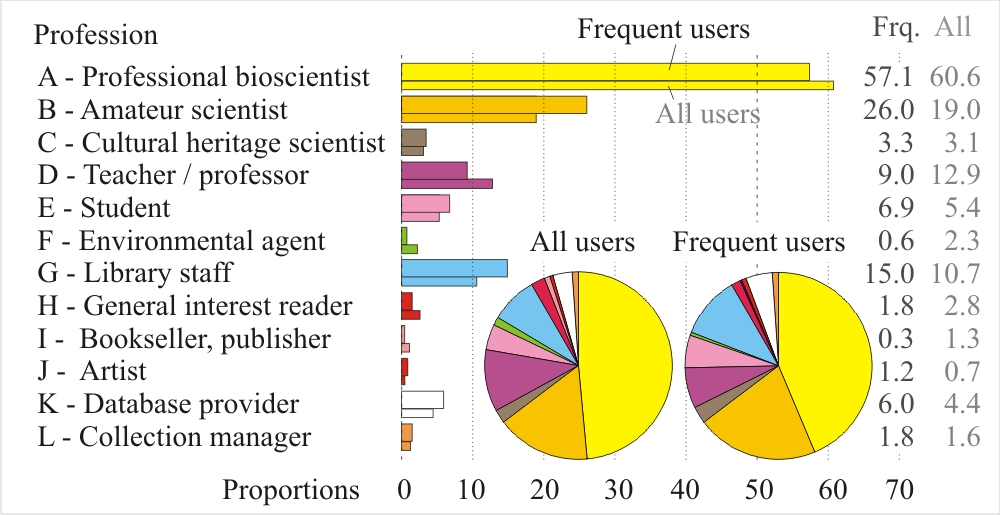 Profession Frequent users Frq. All
A - Professional bioscientist 57.1 60.6
B - Amateur scientist All users 26.0 19.0
C - Cultural heritage scientist 3.3 3.1
D - Teacher / professor 9.0 12.9
E - Student 6.9 5.4
F - Environmental agent All users Frequent users 0.6 2.3
G - Library staff 15.0 10.7
H - General interest reader 1.8 2.8
I - Bookseller, publisher 0.3 1.3
J - Artist 1.2 0.7
K - Database provider 6.0 4.4
L - Collection manager 1.8 1.6
Proportions 0 10 20 30 40 50 60 70